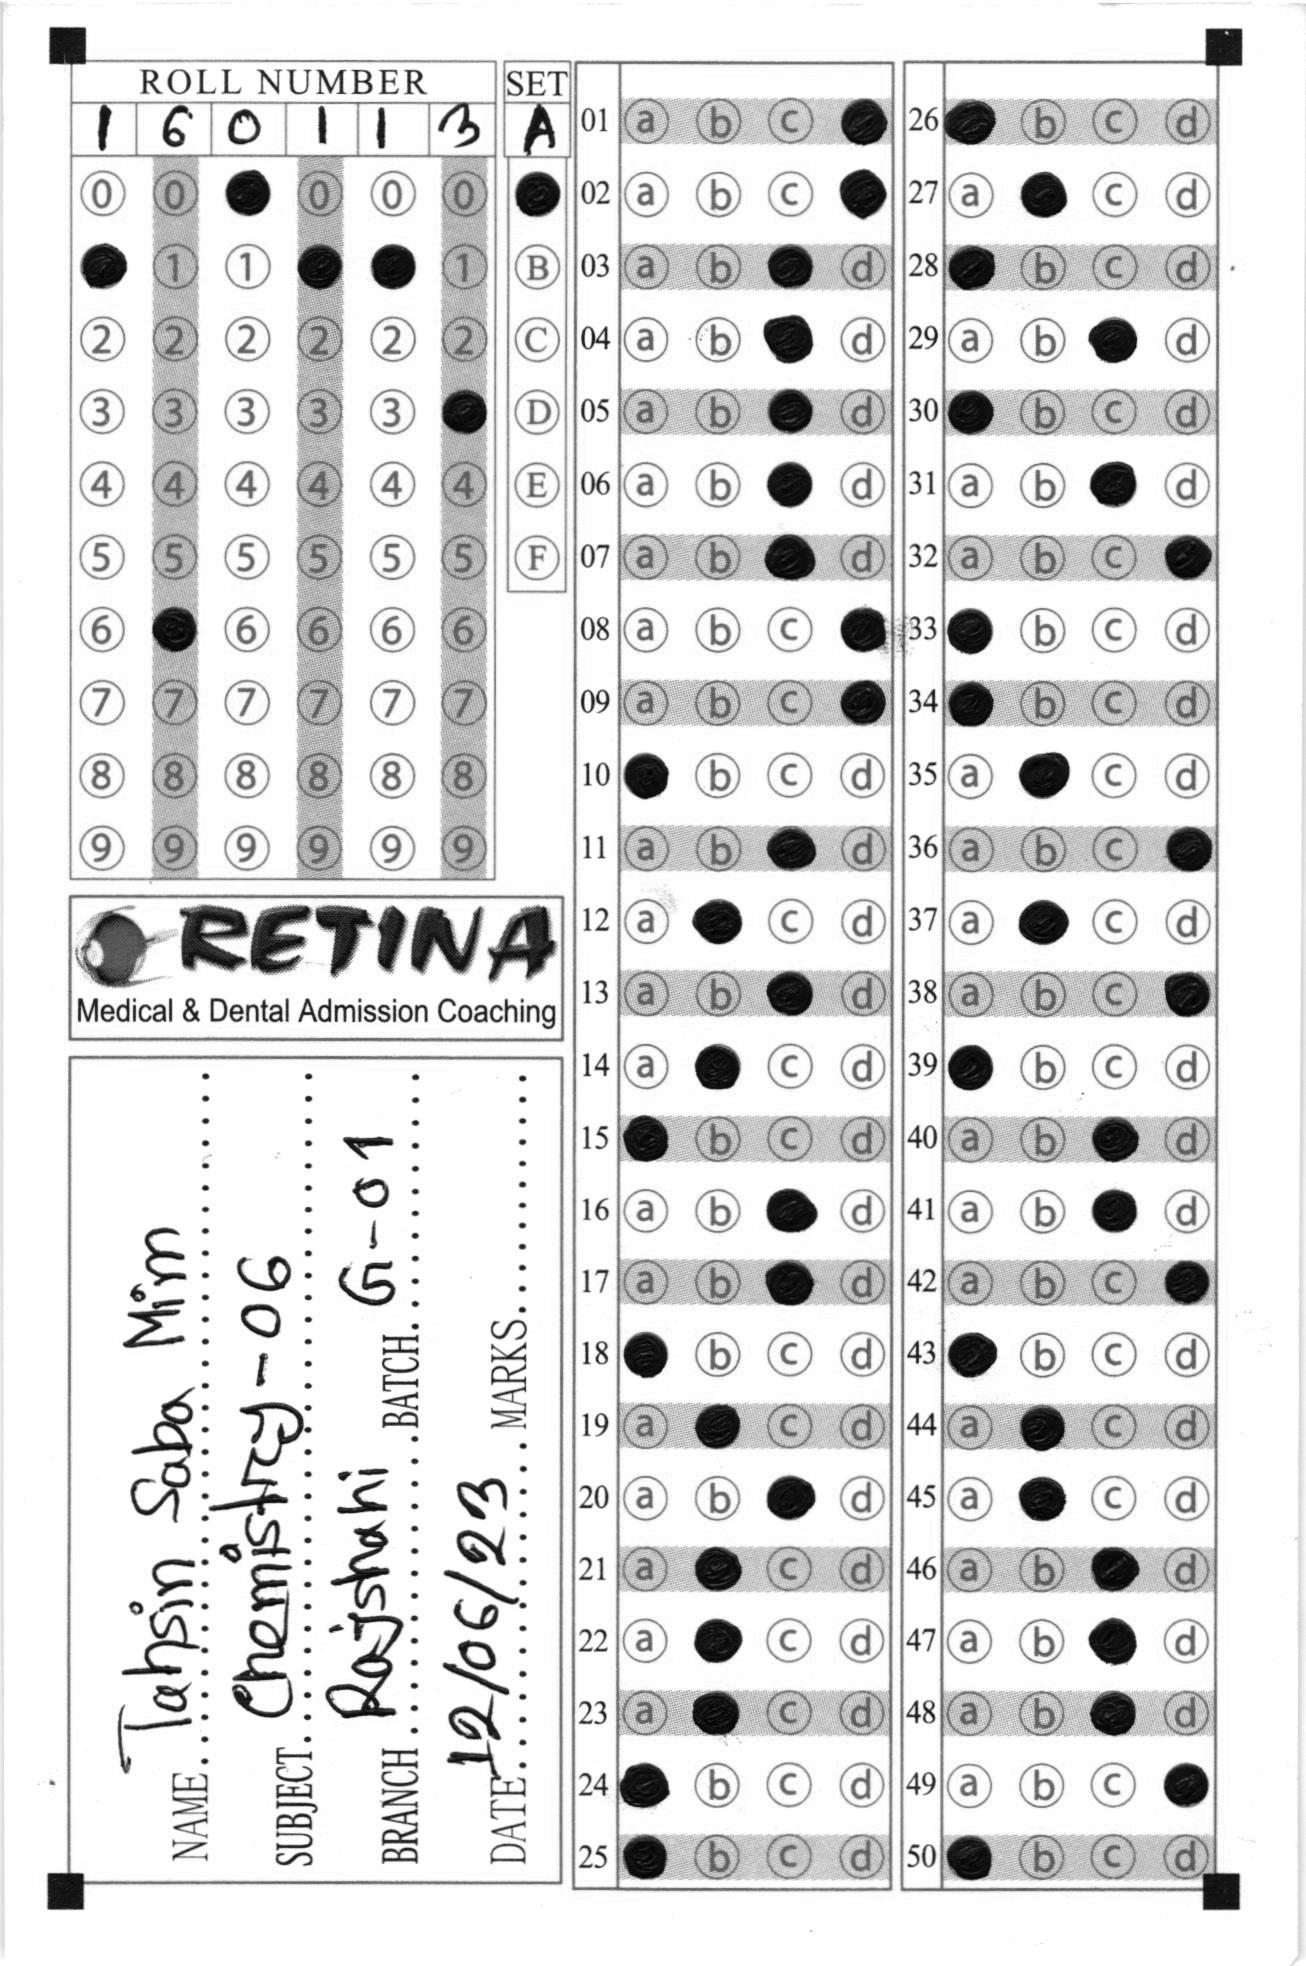 ROLL NUMBER
1 6 0 1 1 3
0 0 0 0 0
1 1 1
2 2 2 2 2 2
3 3 3 3 3
4 4 4 4 4 4
5 5 5 5 5 5
6 6 6 6 6
7 7 7 7 7 7
8 8 8 8 8 8
9 9 9 9 9 9
SET
A
B
C
D
E
F
RETINA
Medical & Dental Admission Coaching
NAME Tahsin Saba Mim
SUBJECT Chemistry-06
BRANCH Rajshahi BATCH G-01
DATE 12/06/23 MARKS
01 a b c
02 a b c
03 a b d
04 a b d
05 a b d
06 a b d
07 a b d
08 a b c
09 a b c
10 b c d
11 a b d
12 a c d
13 a b d
14 a c d
15 b c d
16 a b d
17 a b d
18 b c d
19 a c d
20 a b d
21 a c d
22 a c d
23 a c d
24 b c d
25 b c d
26 b c d
27 a c d
28 b c d
29 a b d
30 b c d
31 a b d
32 a b c
33 b c d
34 b c d
35 a c d
36 a b c
37 a c d
38 a b c
39 b c d
40 a b d
41 a b d
42 a b c
43 b c d
44 a c d
45 a c d
46 a b d
47 a b d
48 a b d
49 a b c
50 b c d